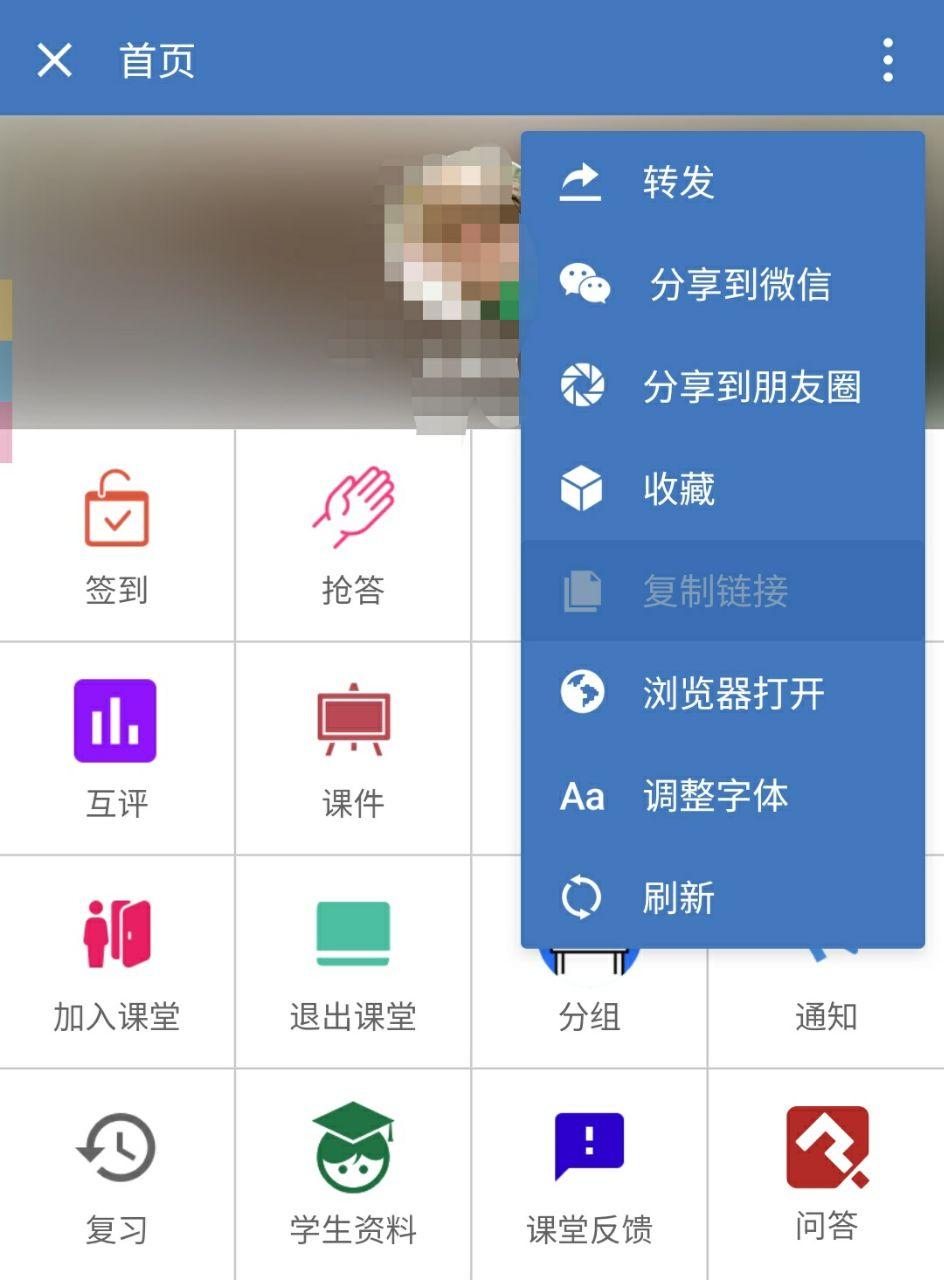 首页
转发
分享到微信
分享到朋友圈
收藏
复制链接
浏览器打开
Aa 调整字体
刷新
签到
抢答
互评
课件
加入课堂
退出课堂
分组
通知
复习
学生资料
课堂反馈
问答